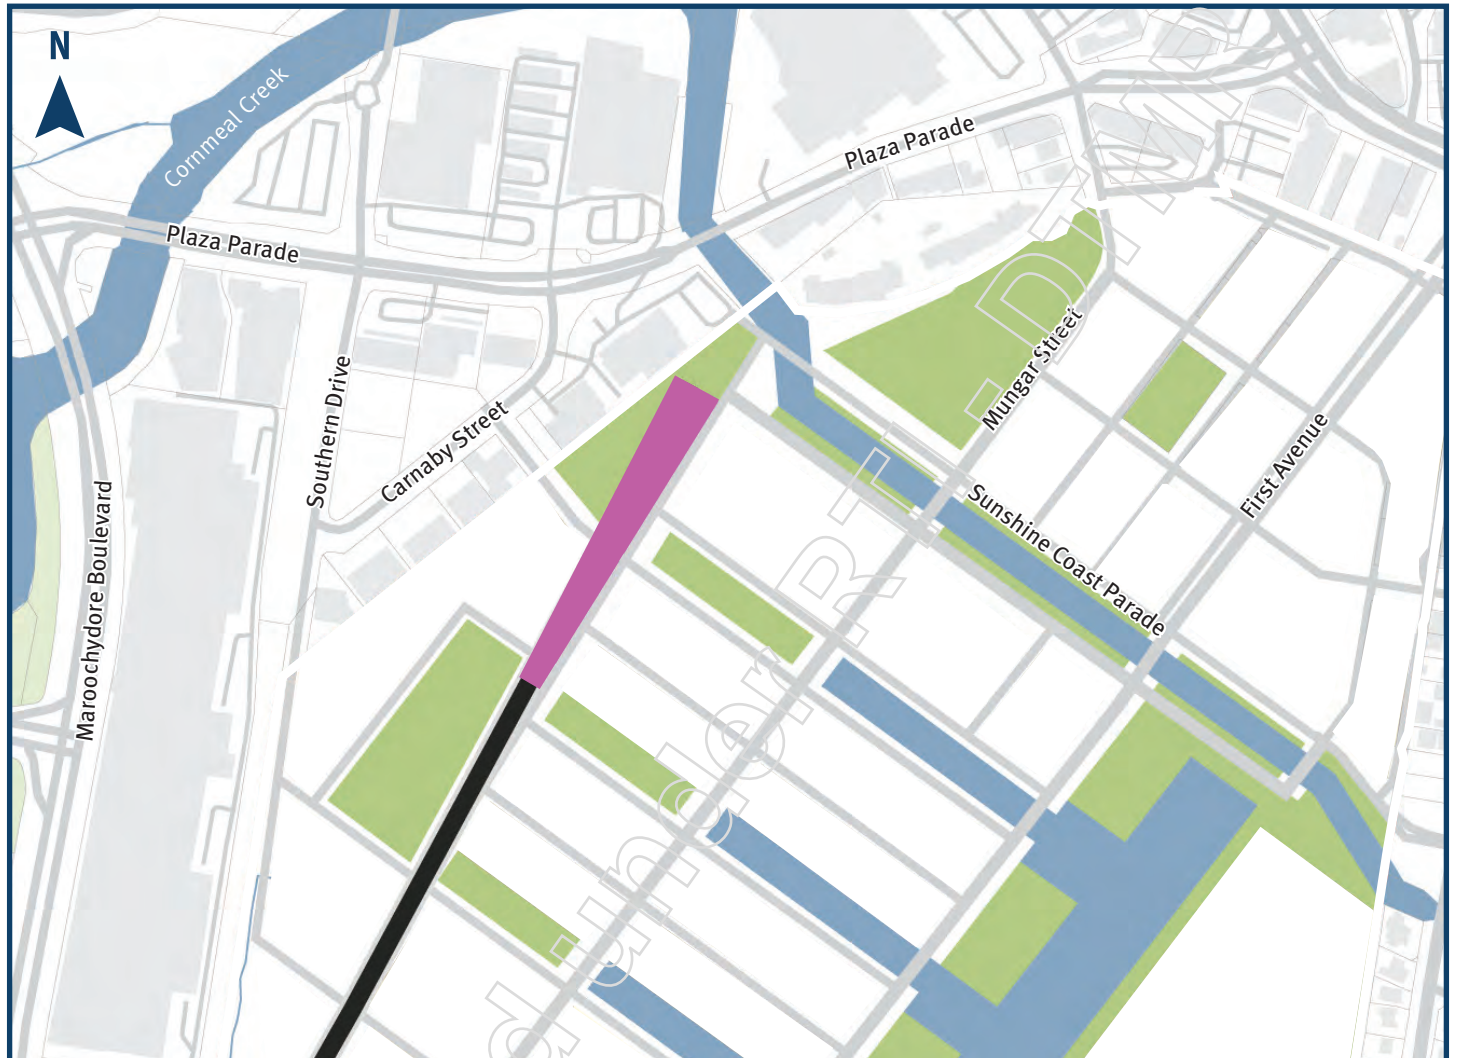 N
Cornmeal Creek
Plaza Parade
Plaza Parade
Mungar Street
Southern Drive
Carnaby Street
First Avenue
Sunshine Coast Parade
Maroochydore Boulevard